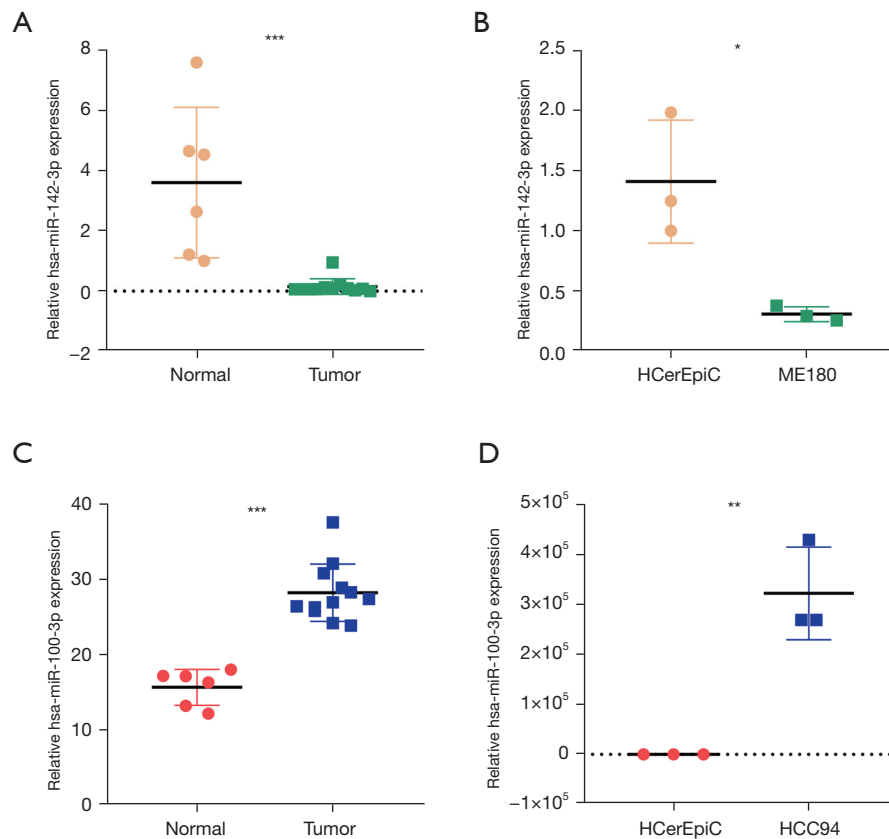 A
Relative hsa-miR-142-3p expression
8
6
4
2
0
−2
***
Normal
Tumor
B
Relative hsa-miR-142-3p expression
2.5
2.0
1.5
1.0
0.5
0.0
*
HCerEpiC
ME180
C
Relative hsa-miR-100-3p expression
40
30
20
10
0
***
Normal
Tumor
D
Relative hsa-miR-100-3p expression
5×10⁵
4×10⁵
3×10⁵
2×10⁵
1×10⁵
0
−1×10⁵
**
HCerEpiC
HCC94